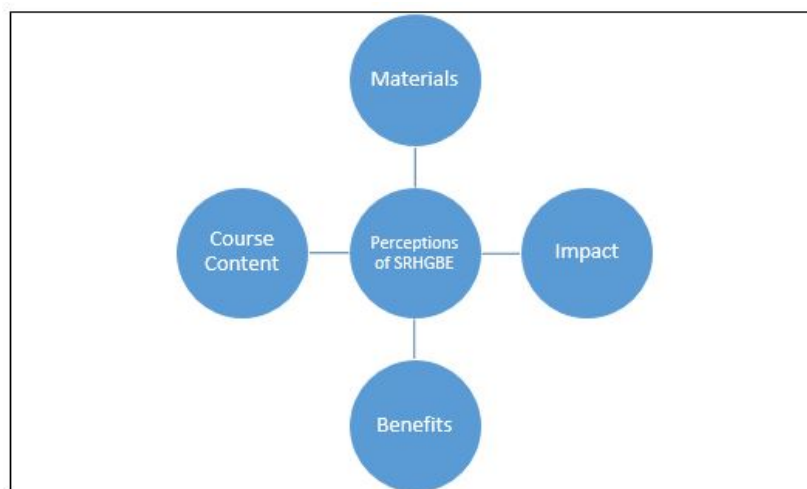 Materials
Course
Content
Perceptions
of SRHGBE
Impact
Benefits